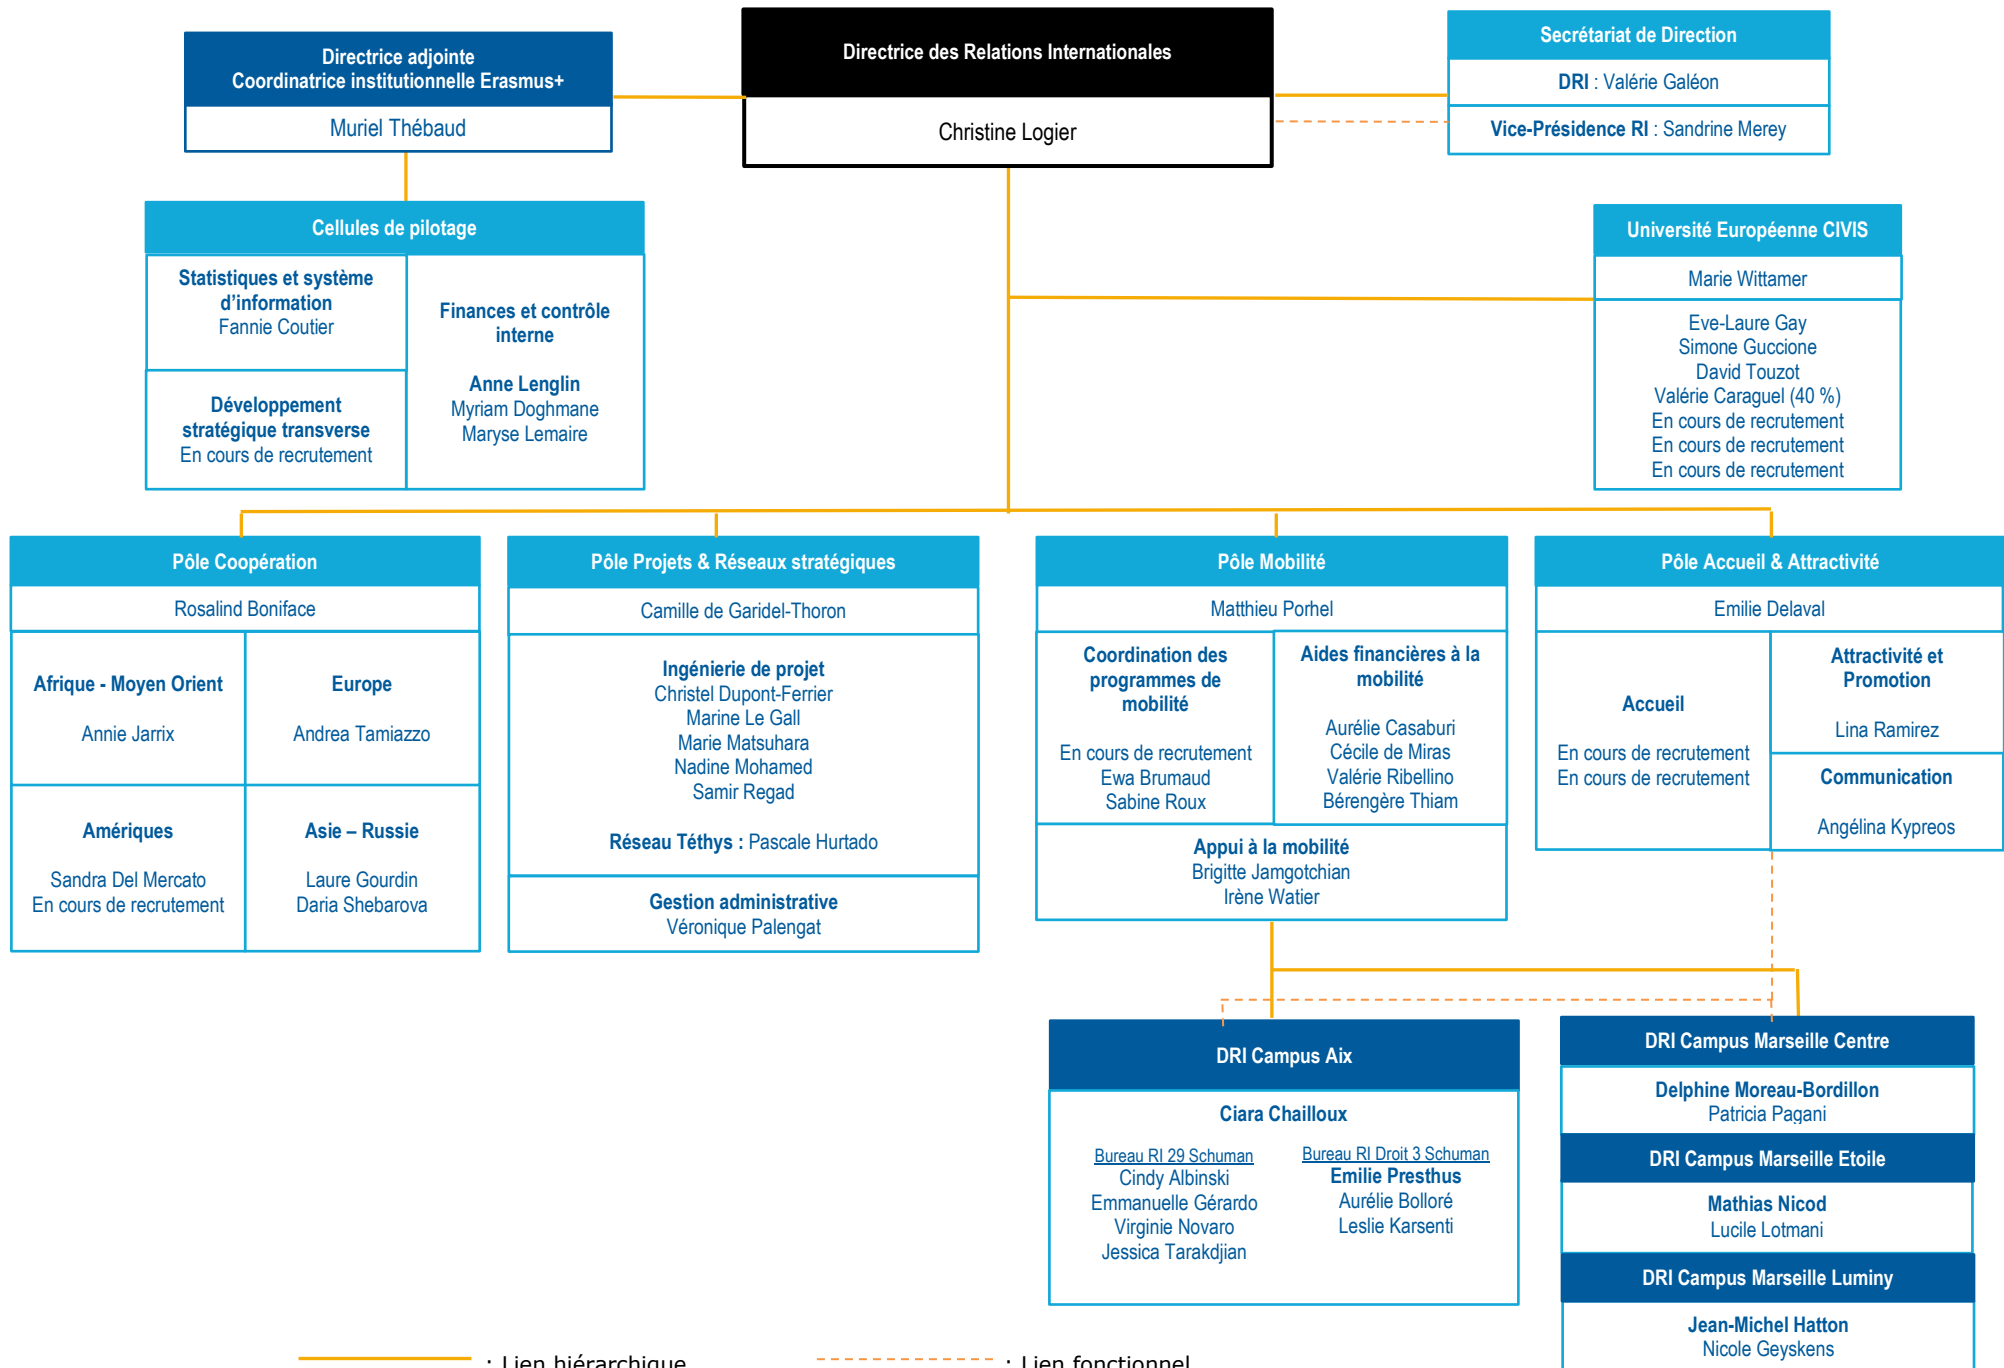 Directrice adjointe
Coordinatrice institutionnelle Erasmus+
Muriel Thébaud
Directrice des Relations Internationales
Christine Logier
Secrétariat de Direction
DRI : Valérie Galéon
Vice-Présidence RI : Sandrine Merey
Cellules de pilotage
Statistiques et système
d’information
Fannie Coutier
Développement
stratégique transverse
En cours de recrutement
Finances et contrôle
interne
Anne Lenglin
Myriam Doghmane
Maryse Lemaire
Université Européenne CIVIS
Marie Wittamer
Eve-Laure Gay
Simone Guccione
David Touzot
Valérie Caraguel (40 %)
En cours de recrutement
En cours de recrutement
En cours de recrutement
Pôle Coopération
Rosalind Boniface
Afrique - Moyen Orient
Annie Jarrix
Europe
Andrea Tamiazzo
Amériques
Sandra Del Mercato
En cours de recrutement
Asie – Russie
Laure Gourdin
Daria Shebarova
Pôle Projets & Réseaux stratégiques
Camille de Garidel-Thoron
Ingénierie de projet
Christel Dupont-Ferrier
Marine Le Gall
Marie Matsuhara
Nadine Mohamed
Samir Regad
Réseau Téthys : Pascale Hurtado
Gestion administrative
Véronique Palengat
Pôle Mobilité
Matthieu Porhel
Coordination des
programmes de
mobilité
En cours de recrutement
Ewa Brumaud
Sabine Roux
Aides financières à la
mobilité
Aurélie Casaburi
Cécile de Miras
Valérie Ribellino
Bérengère Thiam
Appui à la mobilité
Brigitte Jamgotchian
Irène Watier
Pôle Accueil & Attractivité
Emilie Delaval
Accueil
En cours de recrutement
En cours de recrutement
Attractivité et
Promotion
Lina Ramirez
Communication
Angélina Kypreos
DRI Campus Aix
Ciara Chailloux
Bureau RI 29 Schuman
Cindy Albinski
Emmanuelle Gérardo
Virginie Novaro
Jessica Tarakdjian
Bureau RI Droit 3 Schuman
Emilie Presthus
Aurélie Bolloré
Leslie Karsenti
DRI Campus Marseille Centre
Delphine Moreau-Bordillon
Patricia Pagani
DRI Campus Marseille Etoile
Mathias Nicod
Lucile Lotmani
DRI Campus Marseille Luminy
Jean-Michel Hatton
Nicole Geyskens
: Lien hiérarchique
: Lien fonctionnel